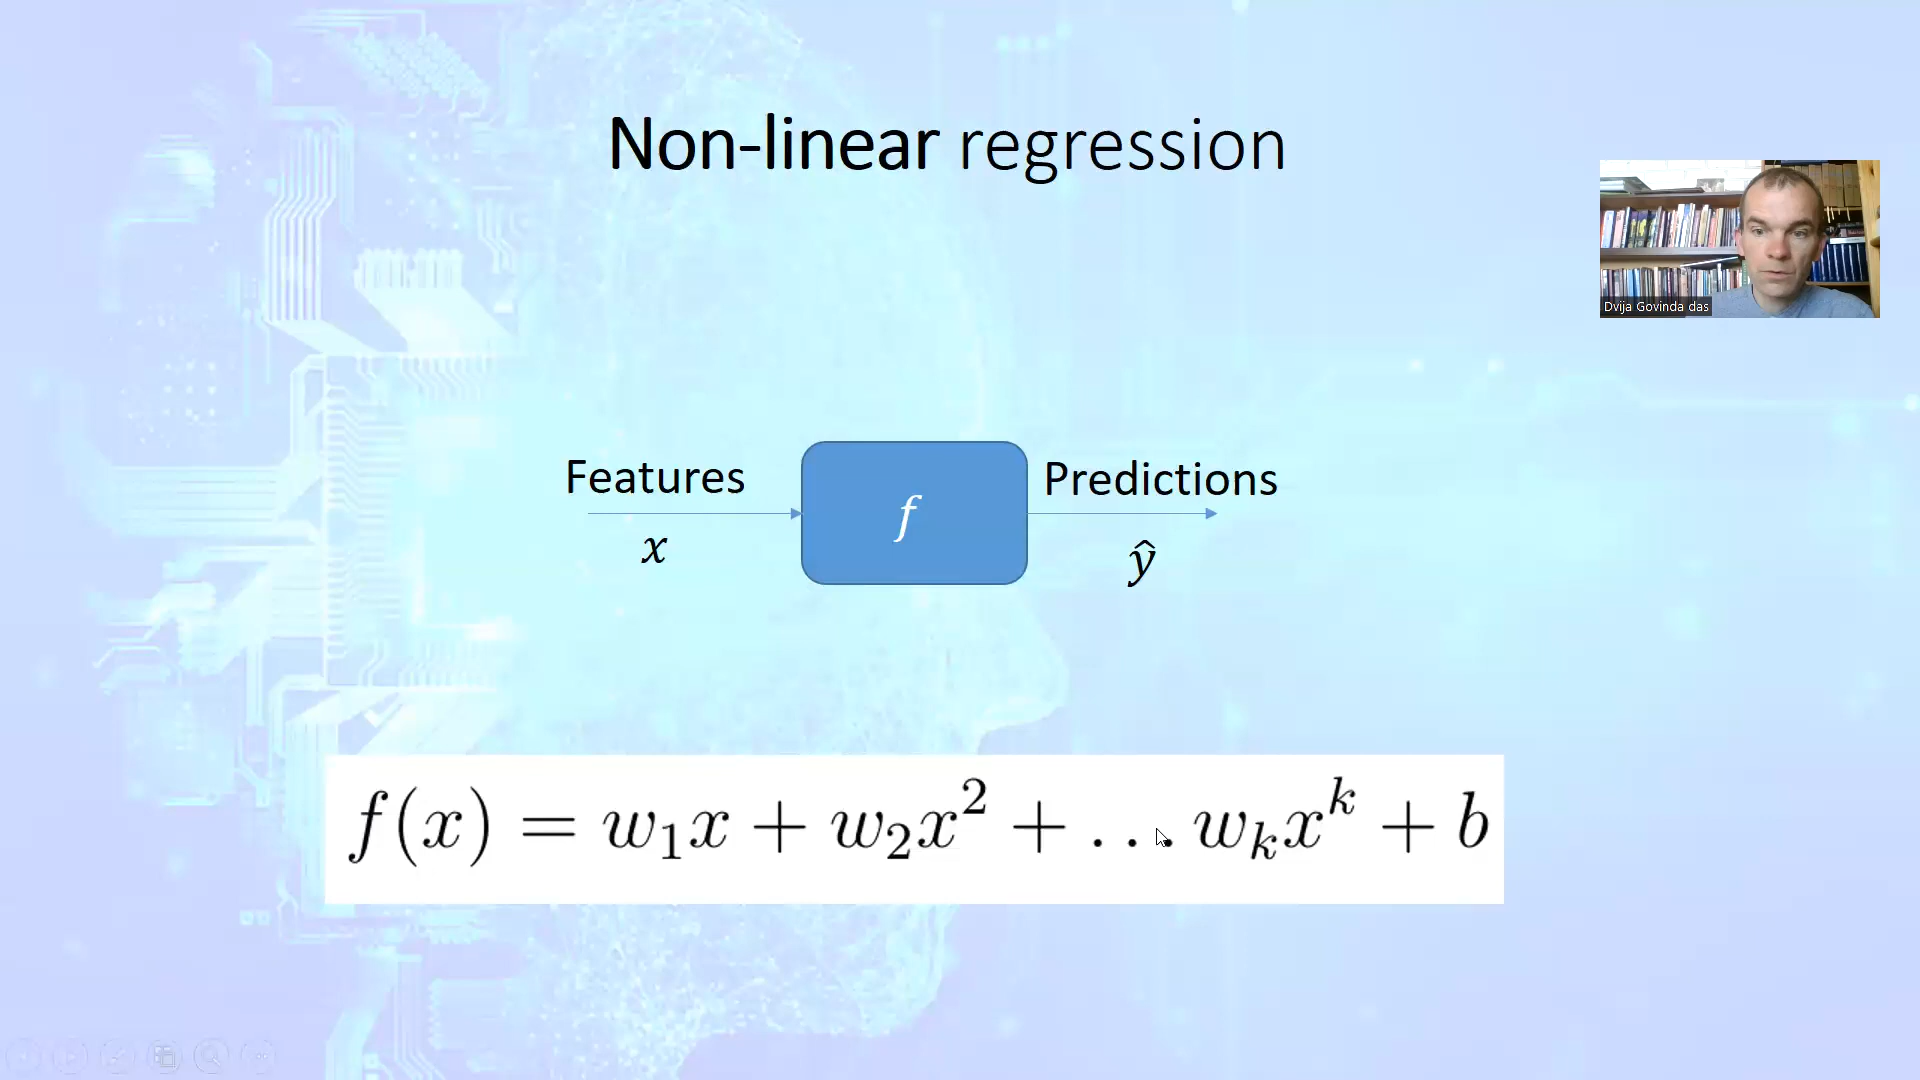 Non-linear regression
Dvija Govinda das
Features
x
f
Predictions
ŷ
f(x) = w₁x + w₂x² + ... wₖxᵏ + b